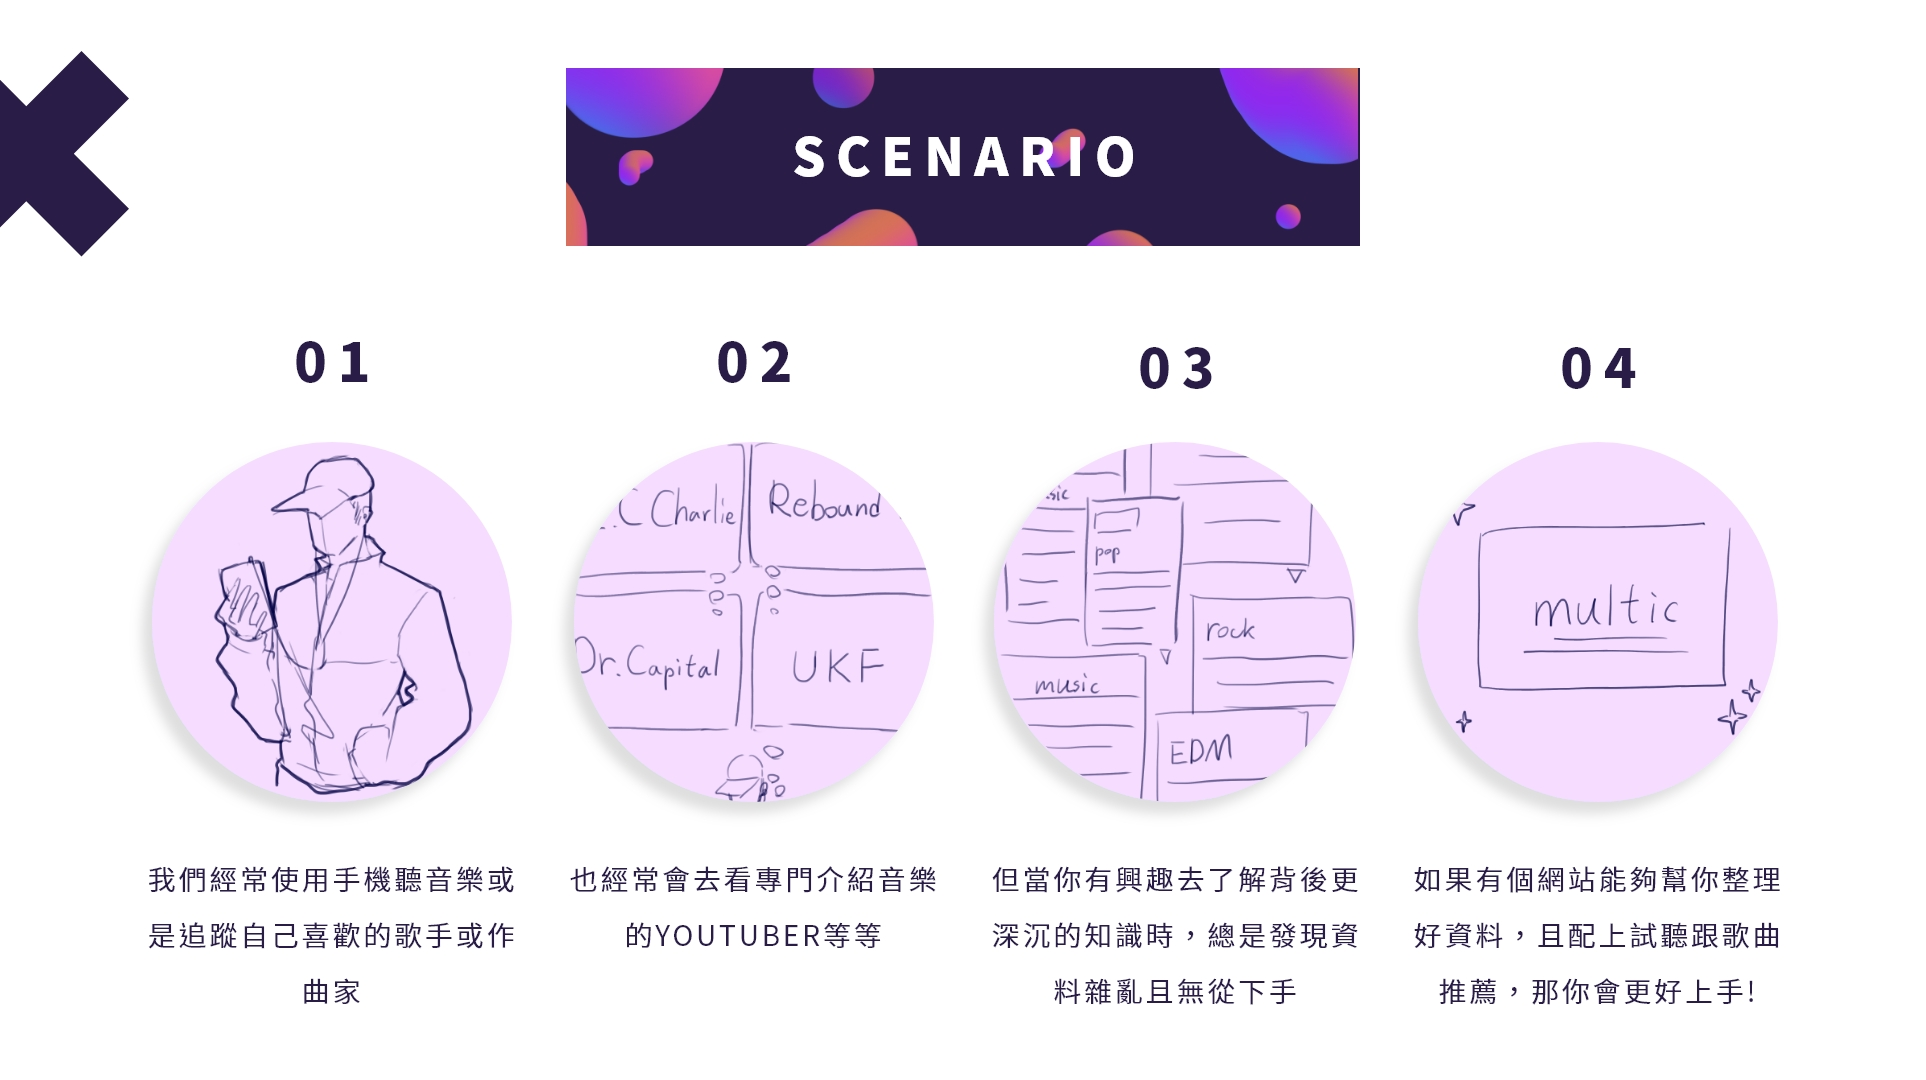 SCENARIO
01
02
03
04
C Charlie
Rebound
Dr. Capital
UKF
sic
pop
rock
music
EDM
multic
我們經常使用手機聽音樂或
是追蹤自己喜歡的歌手或作
曲家
也經常會去看專門介紹音樂
的YOUTUBER等等
但當你有興趣去了解背後更
深沉的知識時，總是發現資
料雜亂且無從下手
如果有個網站能夠幫你整理
好資料，且配上試聽跟歌曲
推薦，那你會更好上手!